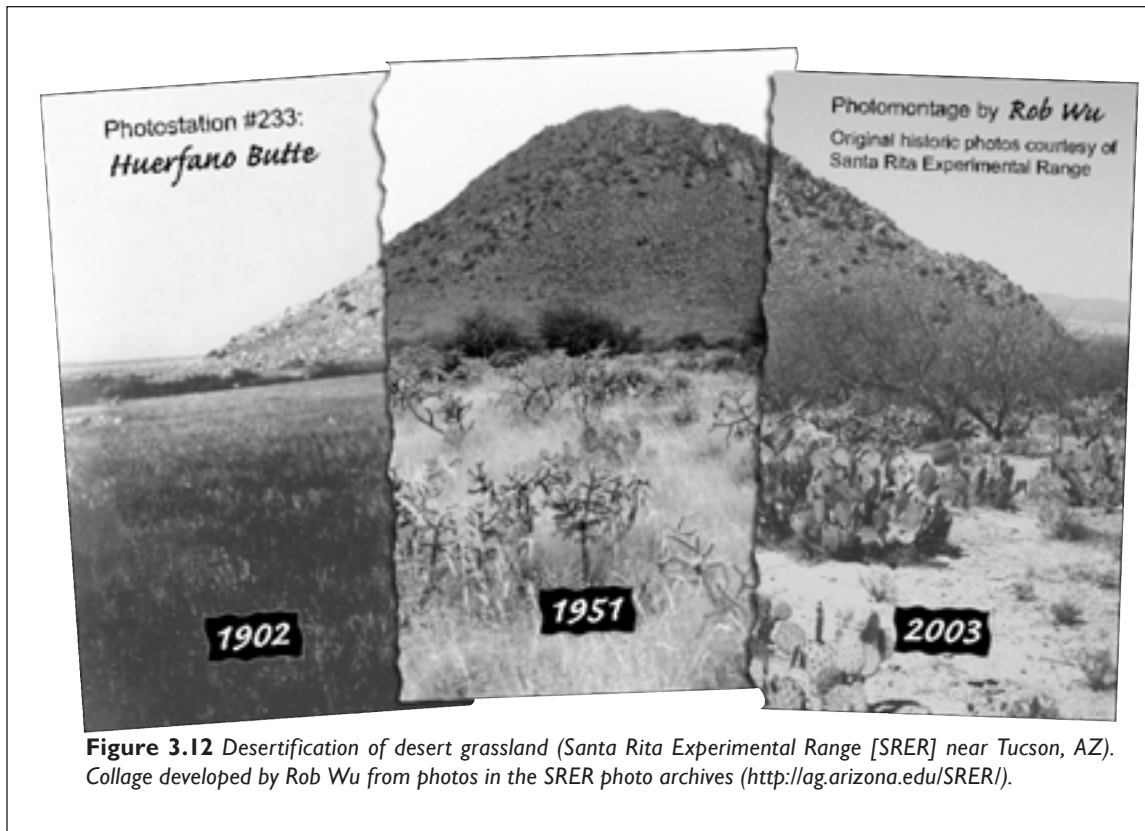 Photostation #233:
Huerfano Butte
Photomontage by Rob Wu
Original historic photos courtesy of
Santa Rita Experimental Range
1902
1951
2003
Figure 3.12 Desertification of desert grassland (Santa Rita Experimental Range [SRER] near Tucson, AZ).
Collage developed by Rob Wu from photos in the SRER photo archives (http://ag.arizona.edu/SRER/).